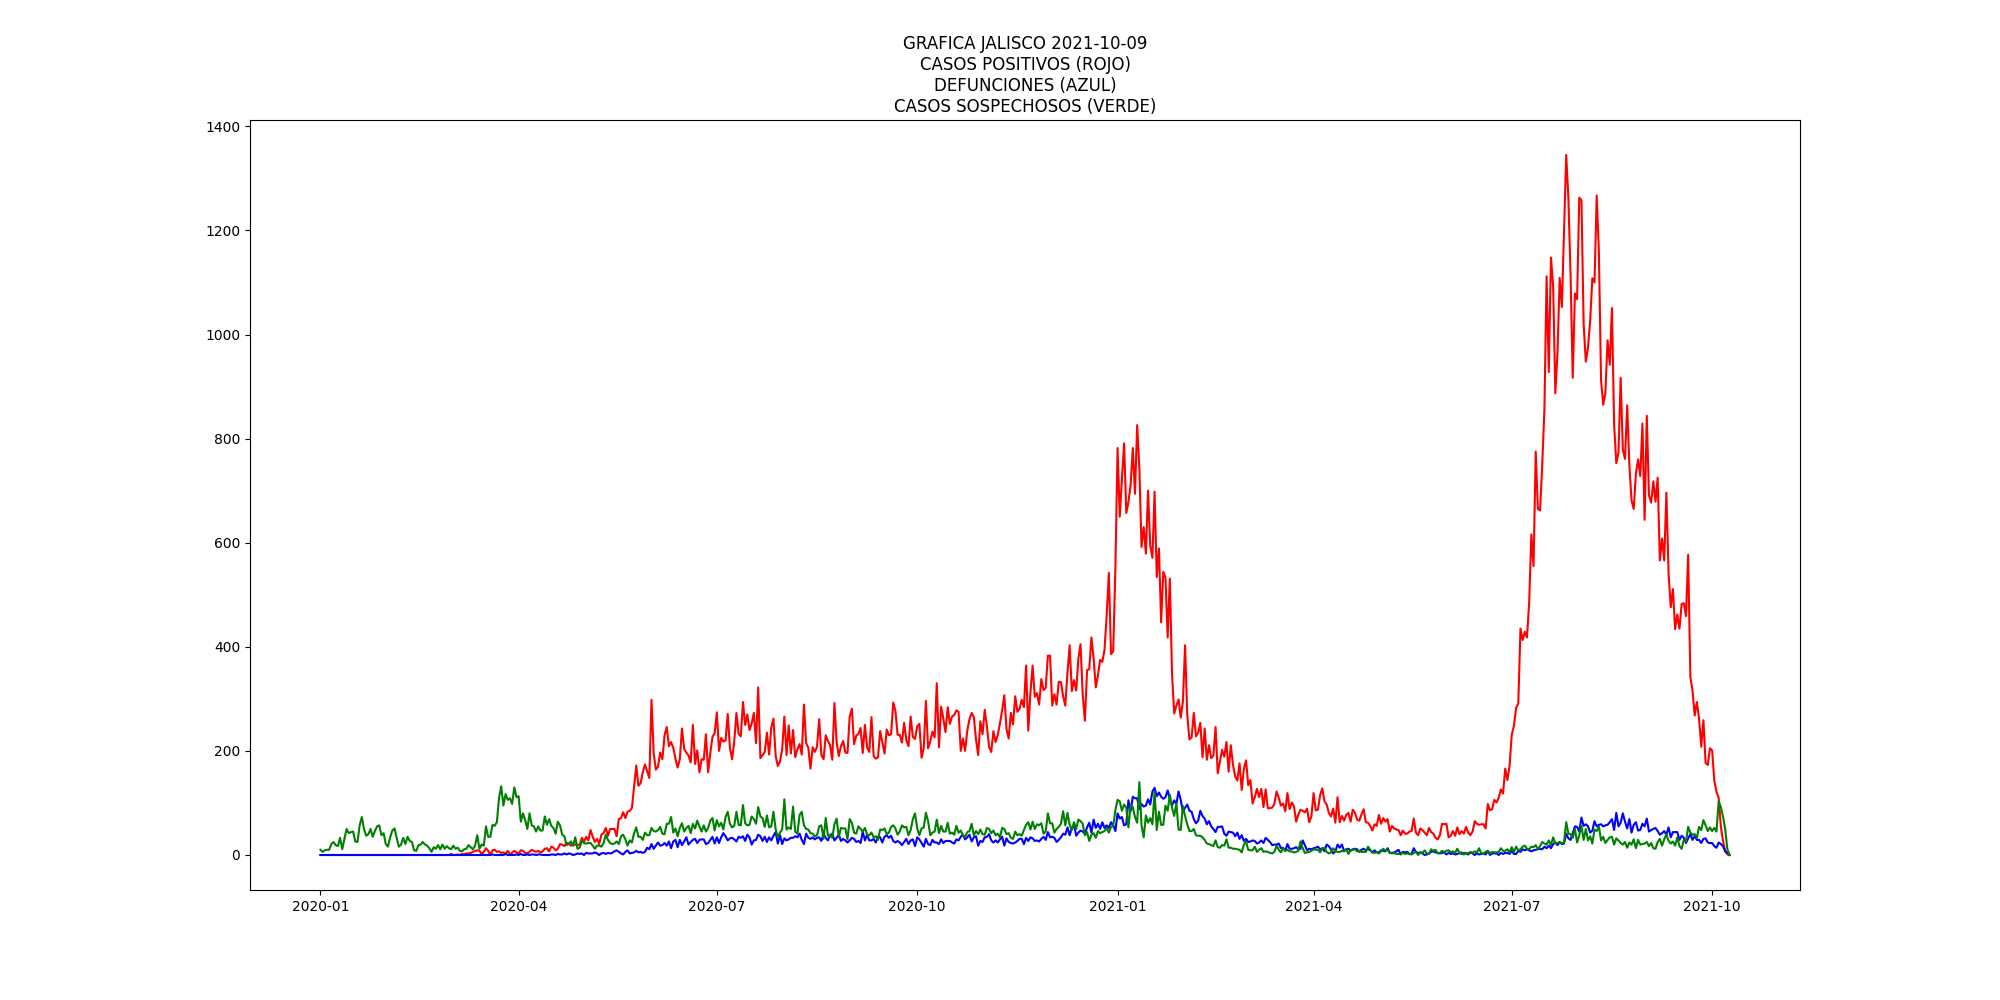 GRAFICA JALISCO 2021-10-09
CASOS POSITIVOS (ROJO)
DEFUNCIONES (AZUL)
CASOS SOSPECHOSOS (VERDE)
1400
1200
1000
800
600
400
200
0
2020-01 2020-04 2020-07 2020-10 2021-01 2021-04 2021-07 2021-10